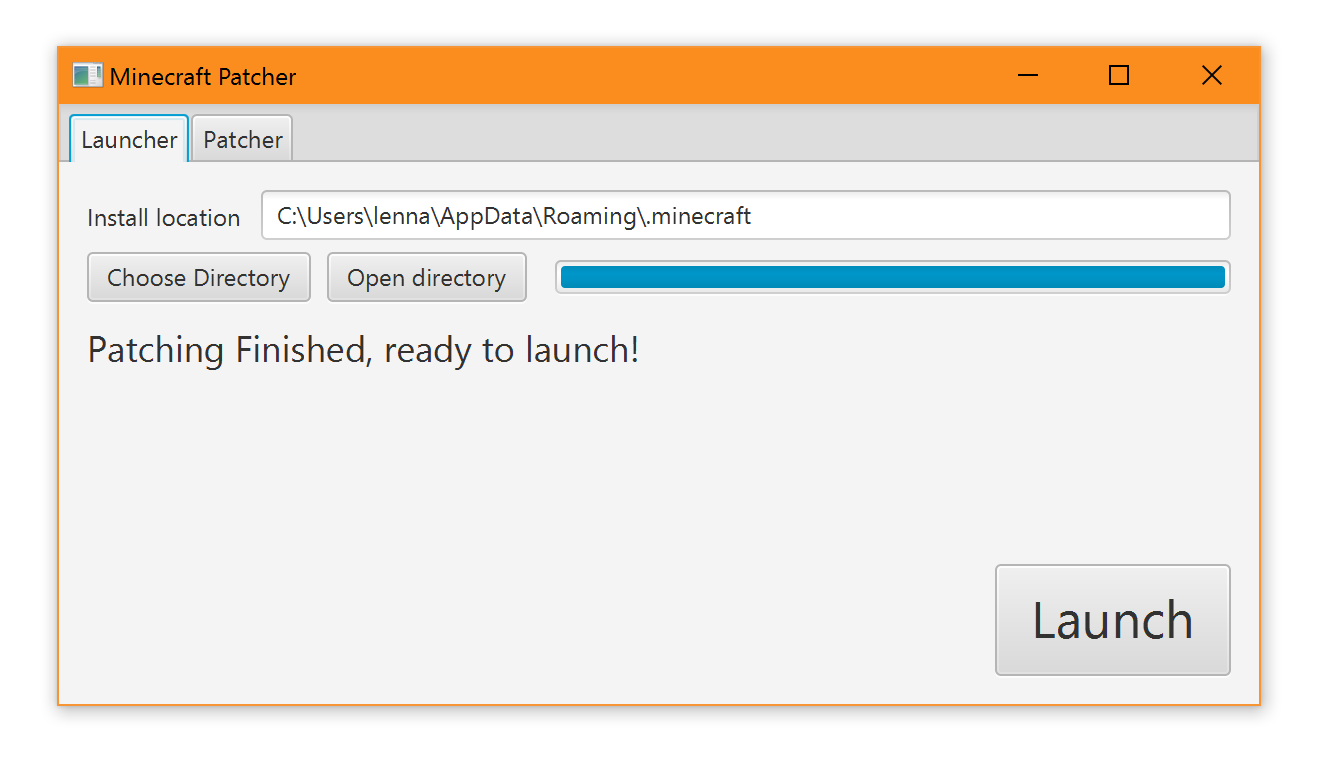 Minecraft Patcher
Launcher Patcher
Install location C:\Users\lenna\AppData\Roaming\.minecraft
Choose Directory Open directory
Patching Finished, ready to launch!
Launch